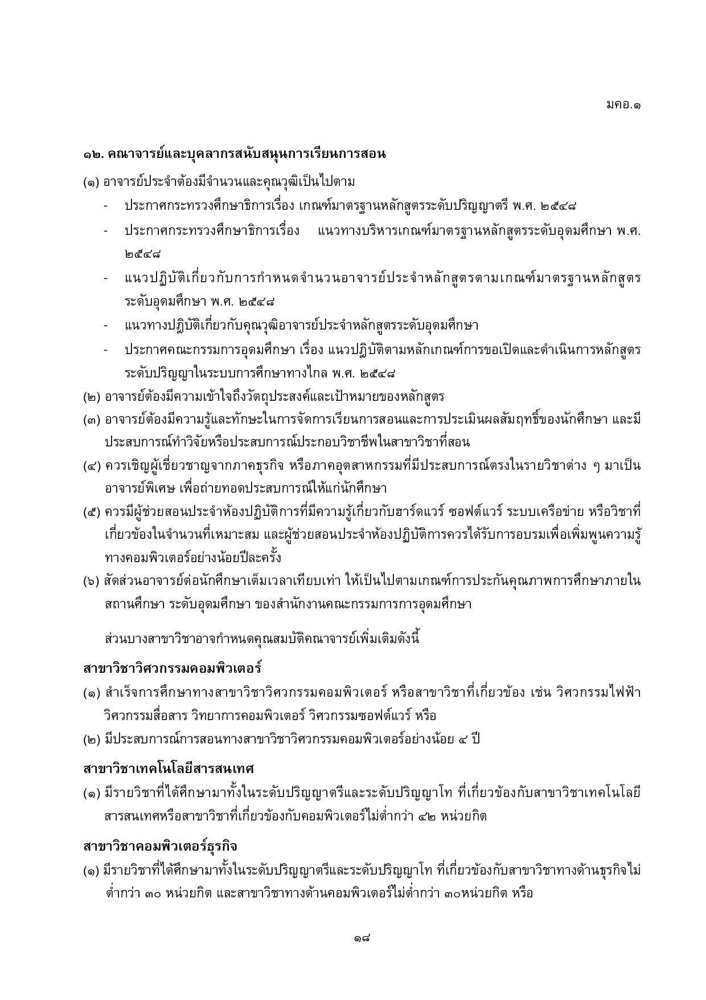 มคอ.๑
๑๒. คณาจารย์และบุคลากรสนับสนุนการเรียนการสอน
(๑) อาจารย์ประจำต้องมีจำนวนและคุณวุฒิเป็นไปตาม
- ประกาศกระทรวงศึกษาธิการเรื่อง เกณฑ์มาตรฐานหลักสูตรระดับปริญญาตรี พ.ศ. ๒๕๔๘
- ประกาศกระทรวงศึกษาธิการเรื่อง แนวทางบริหารเกณฑ์มาตรฐานหลักสูตรระดับอุดมศึกษา พ.ศ.
๒๕๔๘
- แนวปฏิบัติเกี่ยวกับการกำหนดจำนวนอาจารย์ประจำหลักสูตรตามเกณฑ์มาตรฐานหลักสูตร
ระดับอุดมศึกษา พ.ศ. ๒๕๔๘
- แนวทางปฎิบัติเกี่ยวกับคุณวุฒิอาจารย์ประจำหลักสูตรระดับอุดมศึกษา
- ประกาศคณะกรรมการอุดมศึกษา เรื่อง แนวปฎิบัติตามหลักเกณฑ์การขอเปิดและดำเนินการหลักสูตร
ระดับปริญญาในระบบการศึกษาทางไกล พ.ศ. ๒๕๔๘
(๒) อาจารย์ต้องมีความเข้าใจถึงวัตถุประสงค์และเป้าหมายของหลักสูตร
(๓) อาจารย์ต้องมีความรู้และทักษะในการจัดการเรียนการสอนและการประเมินผลสัมฤทธิ์ของนักศึกษา และมี
ประสบการณ์ทำวิจัยหรือประสบการณ์ประกอบวิชาชีพในสาขาวิชาที่สอน
(๔) ควรเชิญผู้เชี่ยวชาญจากภาคธุรกิจ หรือภาคอุตสาหกรรมที่มีประสบการณ์ตรงในรายวิชาต่าง ๆ มาเป็น
อาจารย์พิเศษ เพื่อถ่ายทอดประสบการณ์ให้แก่นักศึกษา
(๕) ควรมีผู้ช่วยสอนประจำห้องปฏิบัติการที่มีความรู้เกี่ยวกับฮาร์ดแวร์ ซอฟต์แวร์ ระบบเครือข่าย หรือวิชาที่
เกี่ยวข้องในจำนวนที่เหมาะสม และผู้ช่วยสอนประจำห้องปฏิบัติการควรได้รับการอบรมเพื่อเพิ่มพูนความรู้
ทางคอมพิวเตอร์อย่างน้อยปีละครั้ง
(๖) สัดส่วนอาจารย์ต่อนักศึกษาเต็มเวลาเทียบเท่า ให้เป็นไปตามเกณฑ์การประกันคุณภาพการศึกษาภายใน
สถานศึกษา ระดับอุดมศึกษา ของสำนักงานคณะกรรมการการอุดมศึกษา
ส่วนบางสาขาวิชาอาจกำหนดคุณสมบัติคณาจารย์เพิ่มเติมดังนี้
สาขาวิชาวิศวกรรมคอมพิวเตอร์
(๑) สำเร็จการศึกษาทางสาขาวิชาวิศวกรรมคอมพิวเตอร์ หรือสาขาวิชาที่เกี่ยวข้อง เช่น วิศวกรรมไฟฟ้า
วิศวกรรมสื่อสาร วิทยาการคอมพิวเตอร์ วิศวกรรมซอฟต์แวร์ หรือ
(๒) มีประสบการณ์การสอนทางสาขาวิชาวิศวกรรมคอมพิวเตอร์อย่างน้อย ๔ ปี
สาขาวิชาเทคโนโลยีสารสนเทศ
(๑) มีรายวิชาที่ได้ศึกษามาทั้งในระดับปริญญาตรีและระดับปริญญาโท ที่เกี่ยวข้องกับสาขาวิชาเทคโนโลยี
สารสนเทศหรือสาขาวิชาที่เกี่ยวข้องกับคอมพิวเตอร์ไม่ต่ำกว่า ๔๒ หน่วยกิต
สาขาวิชาคอมพิวเตอร์ธุรกิจ
(๑) มีรายวิชาที่ได้ศึกษามาทั้งในระดับปริญญาตรีและระดับปริญญาโท ที่เกี่ยวข้องกับสาขาวิชาทางด้านธุรกิจไม่
ต่ำกว่า ๓๐ หน่วยกิต และสาขาวิชาทางด้านคอมพิวเตอร์ไม่ต่ำกว่า ๓๐หน่วยกิต หรือ
๑๘